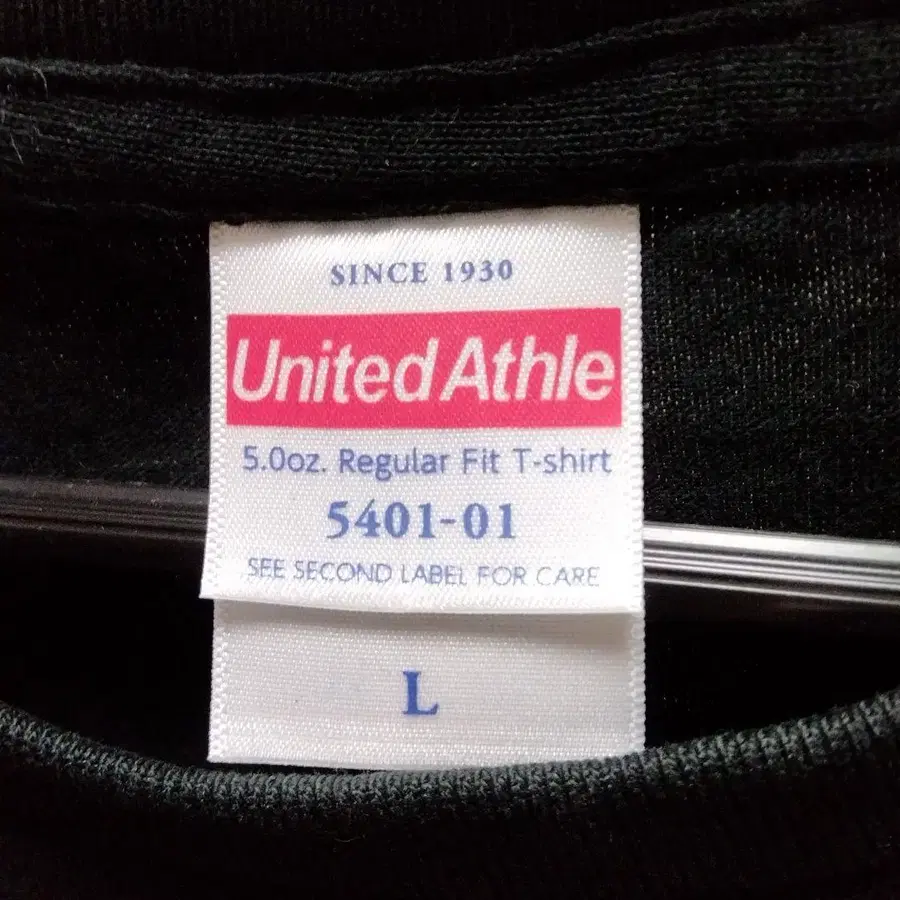 SINCE 1930
United Athle
5.0oz. Regular Fit T-shirt
5401-01
SEE SECOND LABEL FOR CARE
L